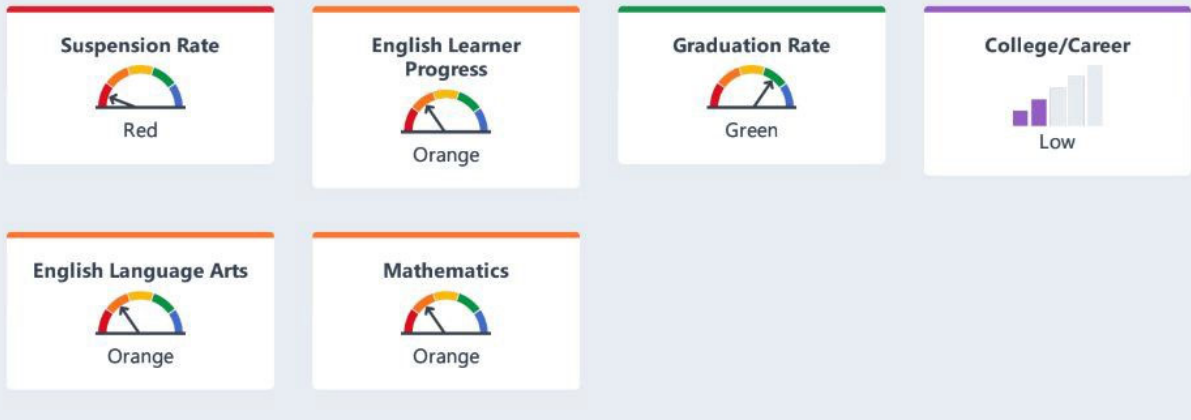 Suspension Rate
Red
English Learner
Progress
Orange
Graduation Rate
Green
College/Career
Low
English Language Arts
Orange
Mathematics
Orange